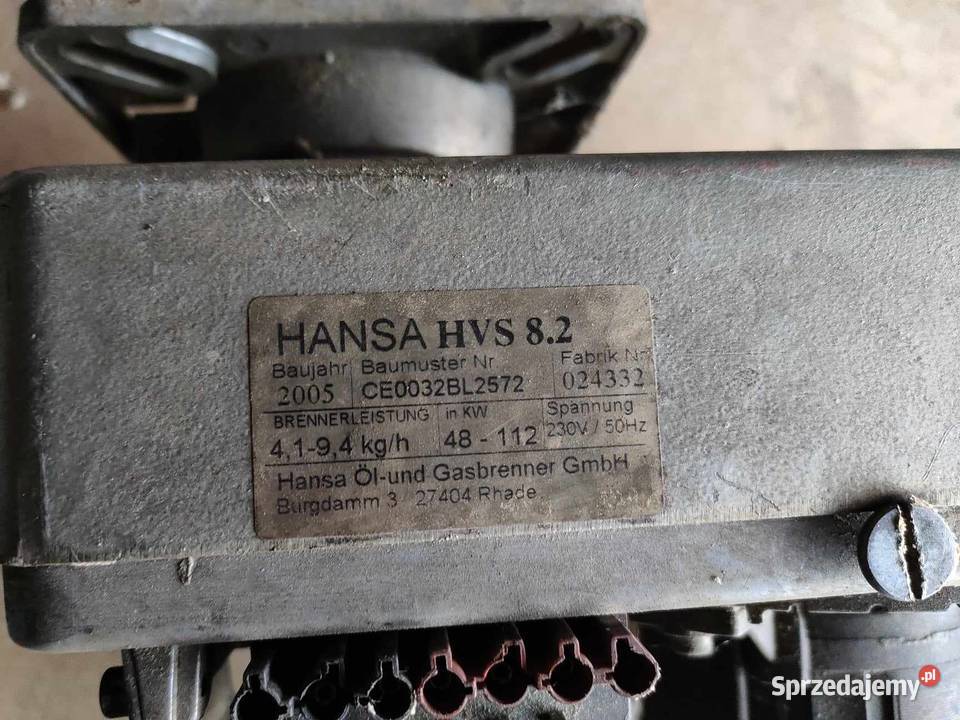 HANSA HVS 8.2
Baujahr Baumuster Nr Fabrik Nr
2005 CE0032BL2572 024332
BRENNERLEISTUNG in KW Spannung
4,1-9,4 kg/h 48 - 112 230V / 50Hz
Hansa Öl-und Gasbrenner GmbH
Burgdamm 3 27404 Rhade
Sprzedajemy.pl